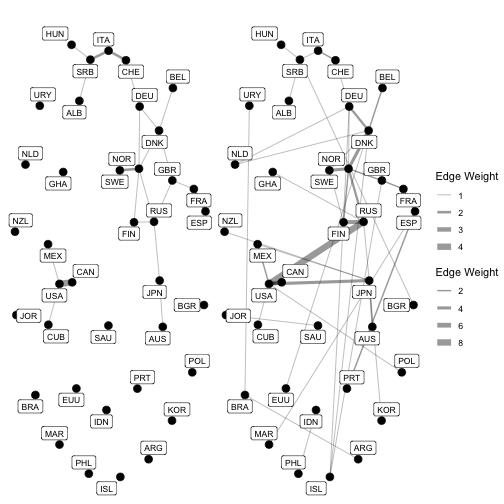 HUN
ITA
SRB
CHE
BEL
URY
ALB
DEU
DNK
NLD
NOR
GBR
GHA
SWE
FRA
RUS
ESP
NZL
FIN
MEX
CAN
USA
JPN
BGR
JOR
CUB
SAU
AUS
POL
PRT
EUU
BRA
IDN
KOR
MAR
ARG
PHL
ISL
HUN
ITA
SRB
CHE
BEL
URY
ALB
DEU
DNK
NLD
NOR
GBR
GHA
SWE
FRA
RUS
ESP
NZL
FIN
MEX
CAN
USA
JPN
BGR
JOR
CUB
SAU
AUS
POL
PRT
EUU
BRA
IDN
KOR
MAR
ARG
PHL
ISL
Edge Weight
1
2
3
4
Edge Weight
2
4
6
8